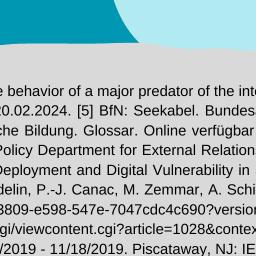 e behavior of a major predator of the inte
20.02.2024. [5] BfN: Seekabel. Bundesa
che Bildung. Glossar. Online verfügbar
Policy Department for External Relation
Deployment and Digital Vulnerability in
delin, P.-J. Canac, M. Zemmar, A. Schi
3809-e598-547e-7047cdc4c690?version
gi/viewcontent.cgi?article=1028&contex
/2019 - 11/18/2019. Piscataway, NJ: IE